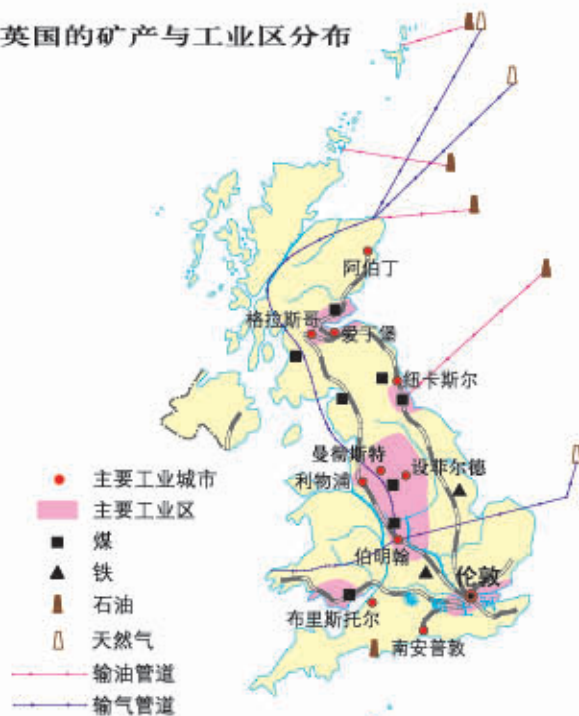 英国的矿产与工业区分布
阿伯丁
格拉斯哥
爱丁堡
纽卡斯尔
曼彻斯特
设菲尔德
利物浦
伯明翰
伦敦
布里斯托尔
南安普敦
主要工业城市
主要工业区
煤
铁
石油
天然气
输油管道
输气管道